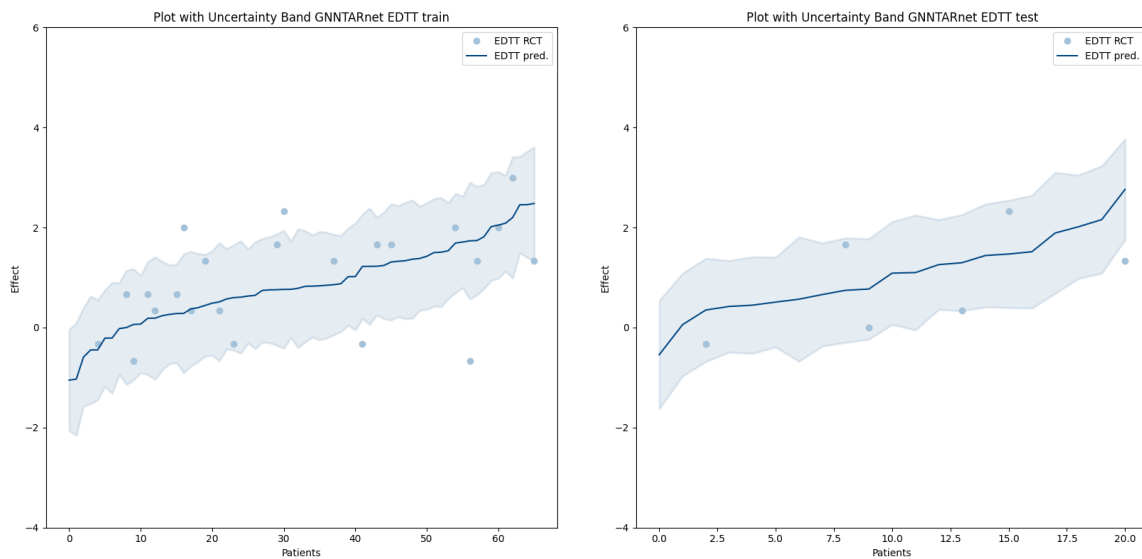 Plot with Uncertainty Band GNNTARnet EDTT train
6
4
2
0
-2
-4
Effect
0
10
20
30
40
50
60
Patients
EDTT RCT
EDTT pred.
Plot with Uncertainty Band GNNTARnet EDTT test
6
4
2
0
-2
-4
Effect
0.0
2.5
5.0
7.5
10.0
12.5
15.0
17.5
20.0
Patients
EDTT RCT
EDTT pred.